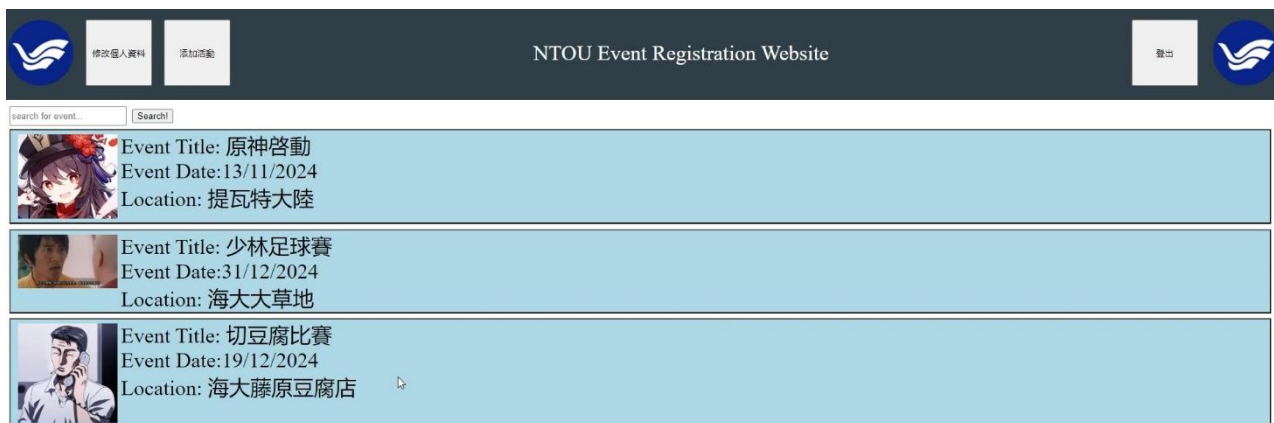 修改個人資料
添加活動
NTOU Event Registration Website
登出
search for event...
Search!
Event Title: 原神啓動
Event Date:13/11/2024
Location: 提瓦特大陸
Event Title: 少林足球賽
Event Date:31/12/2024
Location: 海大大草地
Event Title: 切豆腐比賽
Event Date:19/12/2024
Location: 海大藤原豆腐店